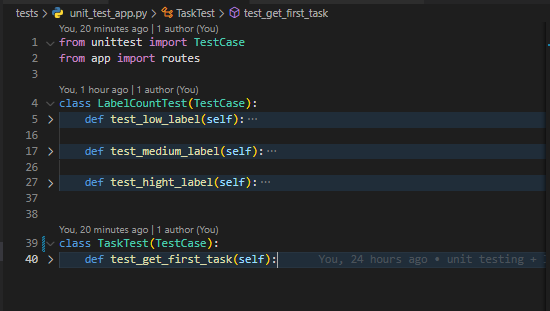 tests > unit_test_app.py > TaskTest > test_get_first_task
You, 20 minutes ago | 1 author (You)
1 from unittest import TestCase
2 from app import routes
3
You, 1 hour ago | 1 author (You)
4 class LabelCountTest(TestCase):
5 def test_low_label(self): ···
16
17 def test_medium_label(self): ···
26
27 def test_hight_label(self): ···
37
38
You, 20 minutes ago | 1 author (You)
39 class TaskTest(TestCase):
40 def test_get_first_task(self): You, 24 hours ago • unit testing +